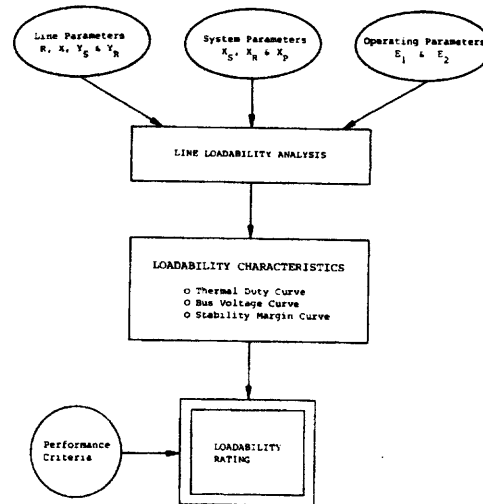 Line Parameters
R, X, Y_S & Y_R
System Parameters
X_S, X_R & X_P
Operating Parameters
E_1 & E_2
LINE LOADABILITY ANALYSIS
LOADABILITY CHARACTERISTICS
o Thermal Duty Curve
o Bus Voltage Curve
o Stability Margin Curve
Performance
Criteria
LOADABILITY
RATING